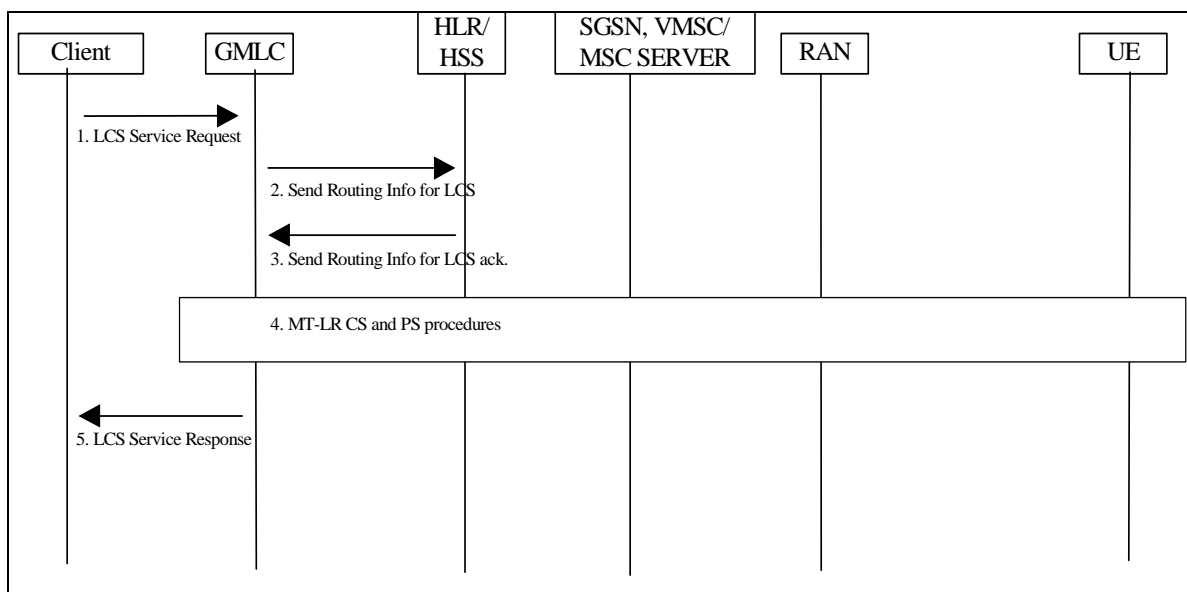 Client
GMLC
HLR/
HSS
SGSN, VMSC/
MSC SERVER
RAN
UE
1. LCS Service Request
2. Send Routing Info for LCS
3. Send Routing Info for LCS ack.
4. MT-LR CS and PS procedures
5. LCS Service Response